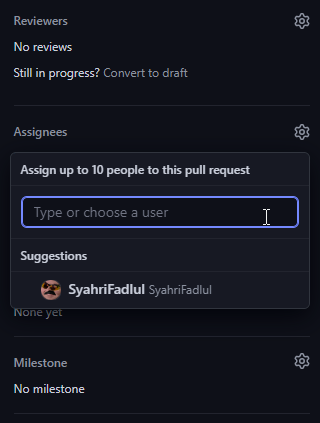 Reviewers
No reviews
Still in progress? Convert to draft
Assignees
Assign up to 10 people to this pull request
Type or choose a user
Suggestions
SyahriFadlul SyahriFadlul
None yet
Milestone
No milestone